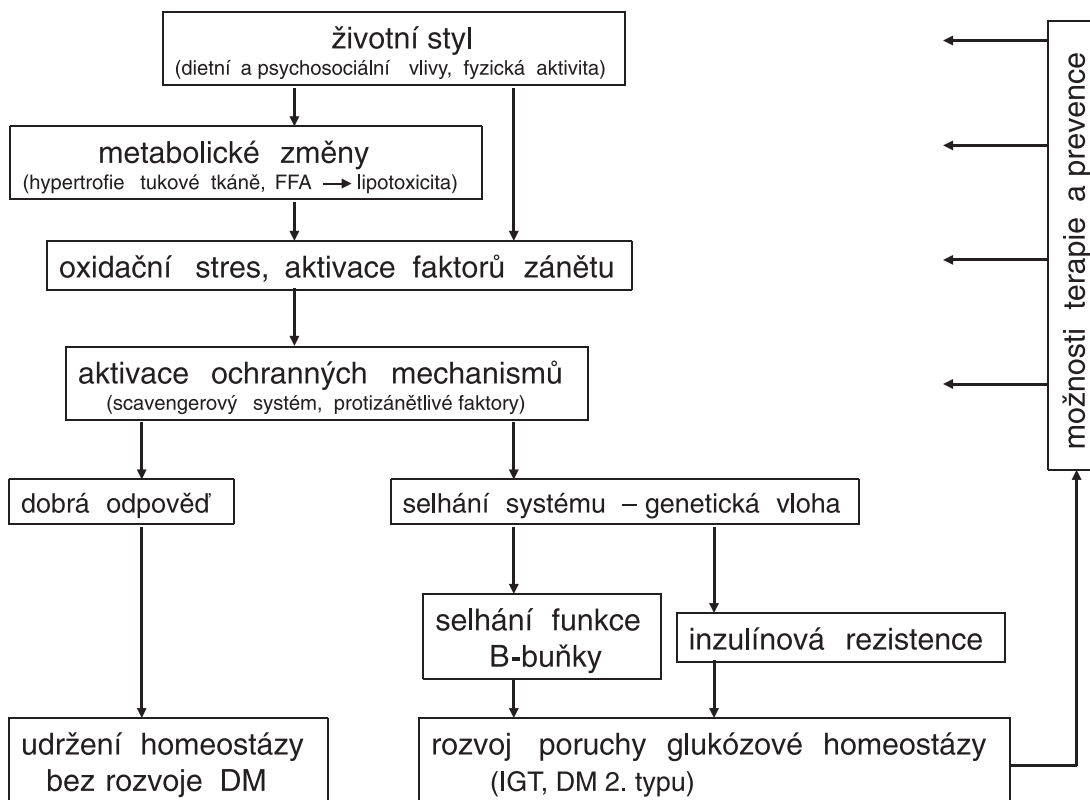 životní styl
(dietní a psychosociální vlivy, fyzická aktivita)
metabolické změny
(hypertrofie tukové tkáně, FFA → lipotoxicita)
oxidační stres, aktivace faktorů zánětu
aktivace ochranných mechanismů
(scavengerový systém, protizánětlivé faktory)
dobrá odpověď
selhání systému – genetická vloha
selhání funkce
B-buňky
inzulínová rezistence
udržení homeostázy
bez rozvoje DM
rozvoj poruchy glukózové homeostázy
(IGT, DM 2. typu)
možnosti terapie a prevence